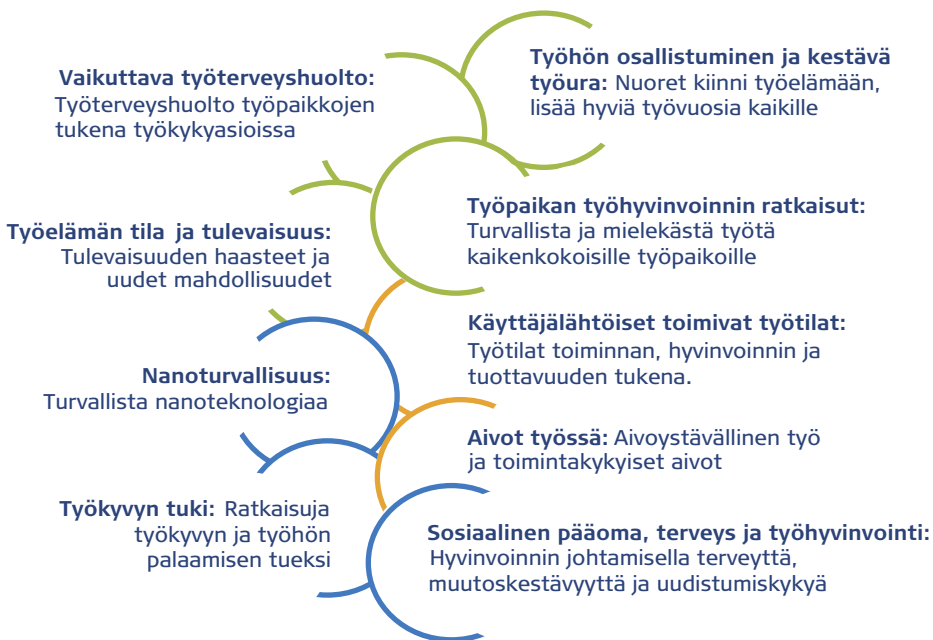 Vaikuttava työterveyshuolto:
Työterveyshuolto työpaikkojen
tukena työkykyasioissa
Työhön osallistuminen ja kestävä
työura: Nuoret kiinni työelämään,
lisää hyviä työvuosia kaikille
Työelämän tila ja tulevaisuus:
Tulevaisuuden haasteet ja
uudet mahdollisuudet
Työpaikan työhyvinvoinnin ratkaisut:
Turvallista ja mielekästä työtä
kaikenkokoisille työpaikoille
Nanoturvallisuus:
Turvallista nanoteknologiaa
Käyttäjälähtöiset toimivat työtilat:
Työtilat toiminnan, hyvinvoinnin ja
tuottavuuden tukena.
Aivot työssä: Aivoystävällinen työ
ja toimintakykyiset aivot
Työkyvyn tuki: Ratkaisuja
työkyvyn ja työhön
palaamisen tueksi
Sosiaalinen pääoma, terveys ja työhyvinvointi:
Hyvinvoinnin johtamisella terveyttä,
muutoskestävyyttä ja uudistumiskykyä